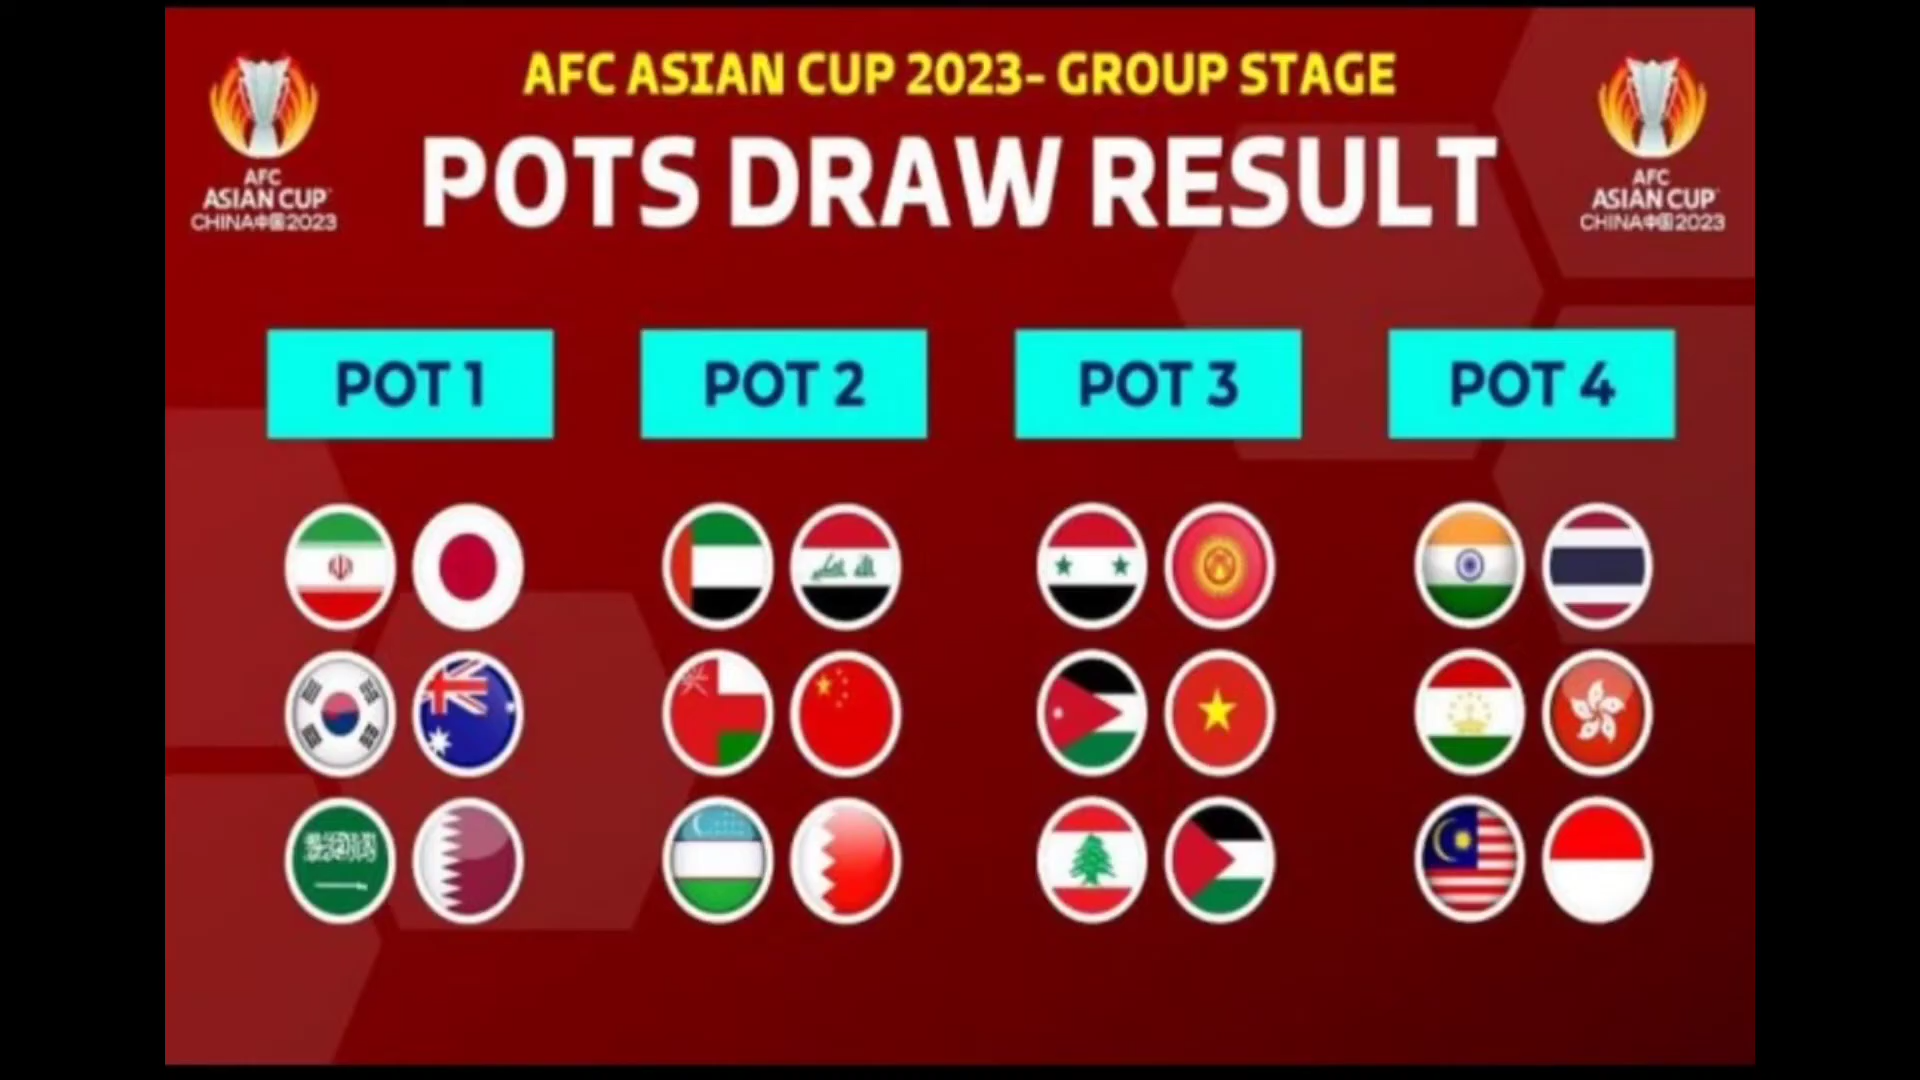 AFC ASIAN CUP 2023- GROUP STAGE
POTS DRAW RESULT
AFC
ASIAN CUP
CHINA中国2023
AFC
ASIAN CUP
CHINA中国2023
POT 1
POT 2
POT 3
POT 4